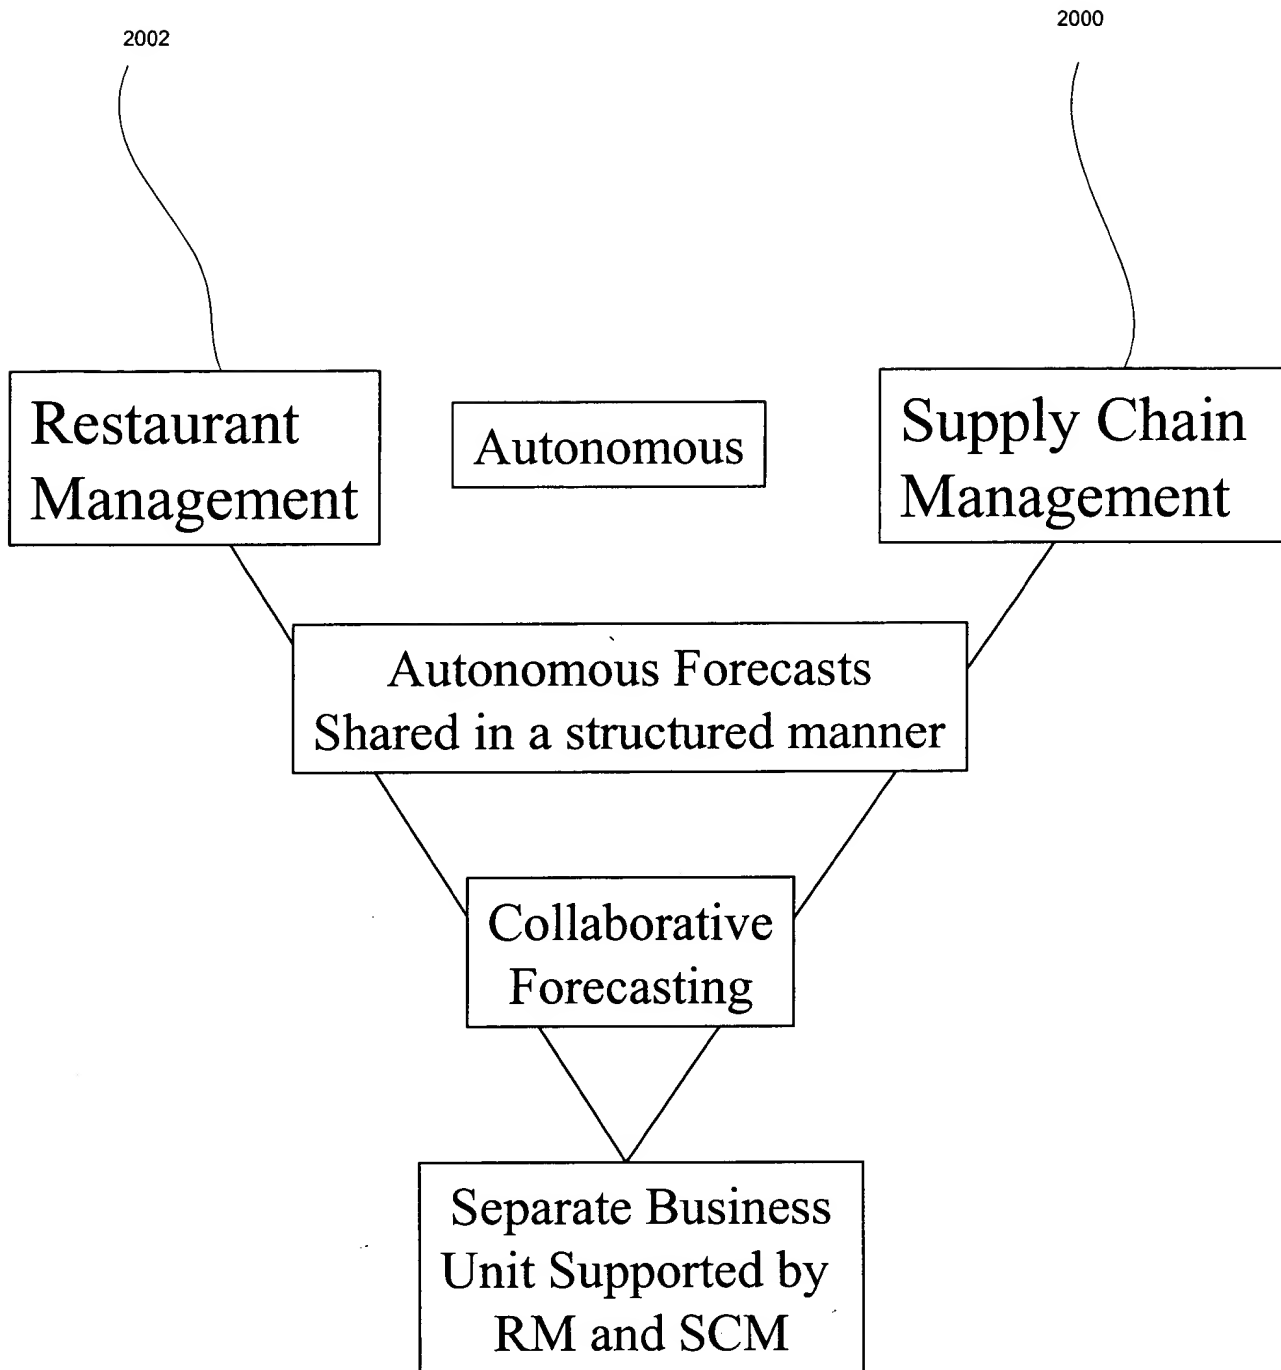 2002
2000
Restaurant
Management
Autonomous
Supply Chain
Management
Autonomous Forecasts
Shared in a structured manner
Collaborative
Forecasting
Separate Business
Unit Supported by
RM and SCM